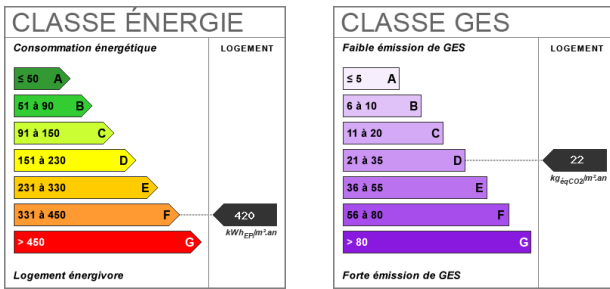 CLASSE ÉNERGIE
Consommation énergétique
LOGEMENT
≤ 50 A
51 à 90 B
91 à 150 C
151 à 230 D
231 à 330 E
331 à 450 F
420
kWhEP/m².an
> 450 G
Logement énergivore
CLASSE GES
Faible émission de GES
LOGEMENT
≤ 5 A
6 à 10 B
11 à 20 C
21 à 35 D
22
kgéqCO2/m².an
36 à 55 E
56 à 80 F
> 80 G
Forte émission de GES